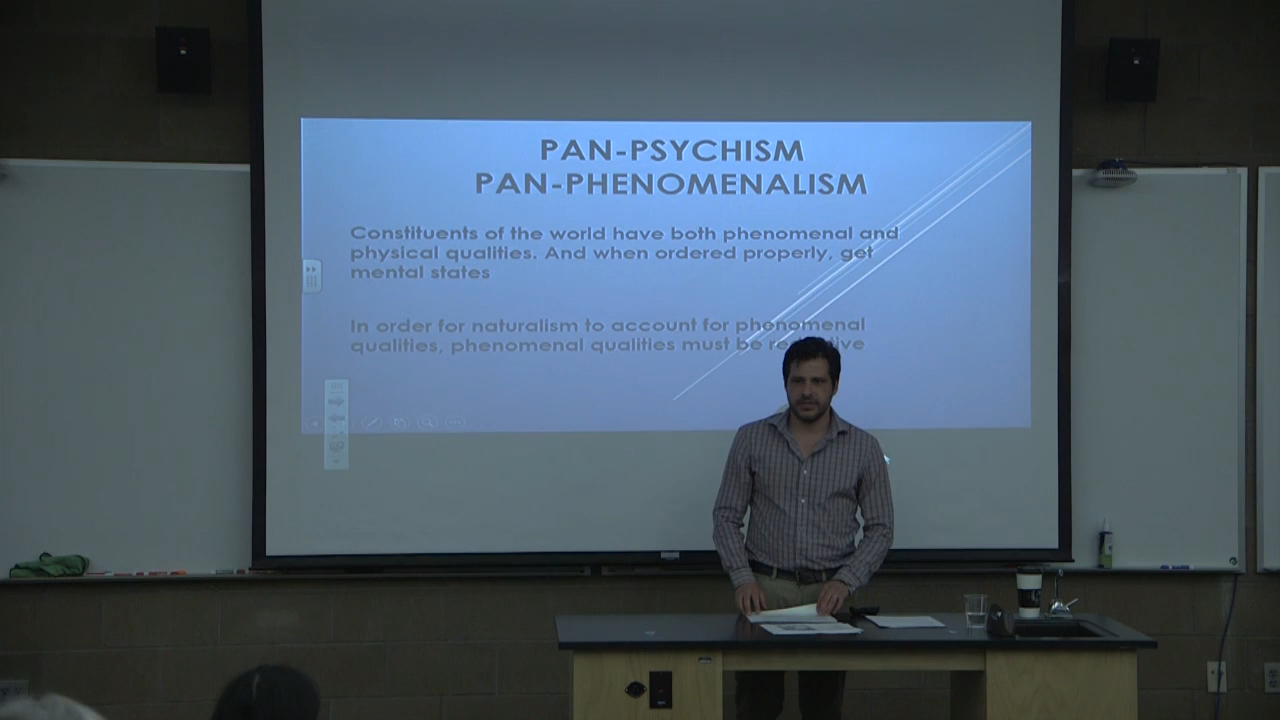 PAN-PSYCHISM
PAN-PHENOMENALISM
Constituents of the world have both phenomenal and
physical qualities. And when ordered properly, get
mental states
In order for naturalism to account for phenomenal
qualities, phenomenal qualities must be